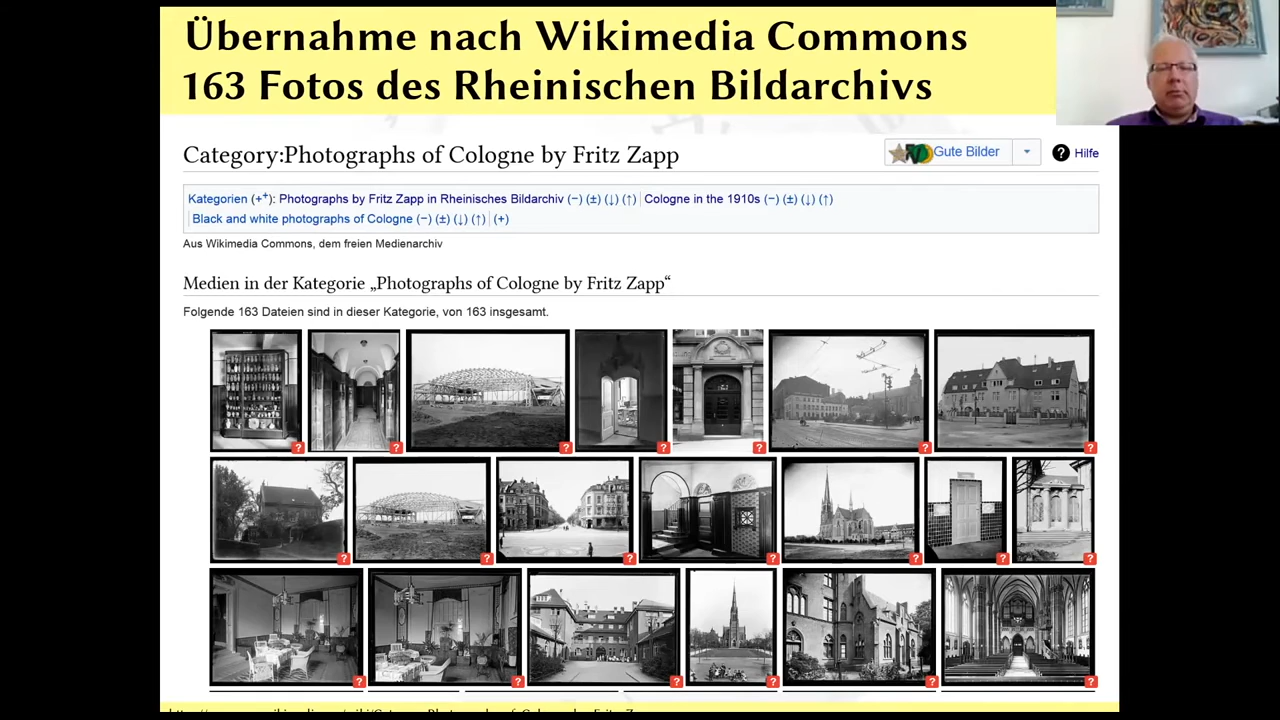 Übernahme nach Wikimedia Commons
163 Fotos des Rheinischen Bildarchivs
Category:Photographs of Cologne by Fritz Zapp
Gute Bilder
? Hilfe
Kategorien (+⁺): Photographs by Fritz Zapp in Rheinisches Bildarchiv (−) (±) (↓) (↑) | Cologne in the 1910s (−) (±) (↓) (↑)
| Black and white photographs of Cologne (−) (±) (↓) (↑) | (+)
Aus Wikimedia Commons, dem freien Medienarchiv
Medien in der Kategorie „Photographs of Cologne by Fritz Zapp“
Folgende 163 Dateien sind in dieser Kategorie, von 163 insgesamt.
? ? ? ? ? ? ?
? ? ? ? ? ? ? ?
? ? ? ? ? ?